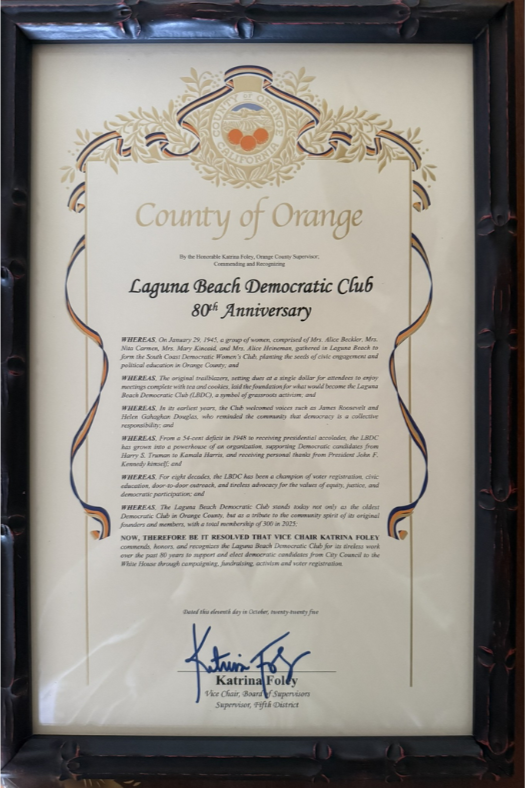 COUNTY OF ORANGE
CALIFORNIA
County of Orange
By the Honorable Katrina Foley, Orange County Supervisor;
Commending and Recognizing
Laguna Beach Democratic Club
80th Anniversary
WHEREAS, On January 29, 1945, a group of women, comprised of Mrs. Alice Beckler, Mrs.
Nita Carmen, Mrs. Mary Kincaid, and Mrs. Alice Heineman, gathered in Laguna Beach to
form the South Coast Democratic Women's Club, planting the seeds of civic engagement and
political education in Orange County; and
WHEREAS, The original trailblazers, setting dues at a single dollar for attendees to enjoy
meetings complete with tea and cookies, laid the foundation for what would become the Laguna
Beach Democratic Club (LBDC), a symbol of grassroots activism; and
WHEREAS, In its earliest years, the Club welcomed voices such as James Roosevelt and
Helen Gahaghan Douglas, who reminded the community that democracy is a collective
responsibility; and
WHEREAS, From a 54-cent deficit in 1948 to receiving presidential accolades, the LBDC
has grown into a powerhouse of an organization, supporting Democratic candidates from
Harry S. Truman to Kamala Harris, and receiving personal thanks from President John F.
Kennedy himself; and
WHEREAS, For eight decades, the LBDC has been a champion of voter registration, civic
education, door-to-door outreach, and tireless advocacy for the values of equity, justice, and
democratic participation; and
WHEREAS, The Laguna Beach Democratic Club stands today not only as the oldest
Democratic Club in Orange County, but as a tribute to the community spirit of its original
founders and members, with a total membership of 300 in 2025;
NOW, THEREFORE BE IT RESOLVED THAT VICE CHAIR KATRINA FOLEY
commends, honors, and recognizes the Laguna Beach Democratic Club for its tireless work
over the past 80 years to support and elect democratic candidates from City Council to the
White House through campaigning, fundraising, activism and voter registration.
Dated this eleventh day in October, twenty-twenty five
Katrina Foley
Katrina Foley
Vice Chair, Board of Supervisors
Supervisor, Fifth District